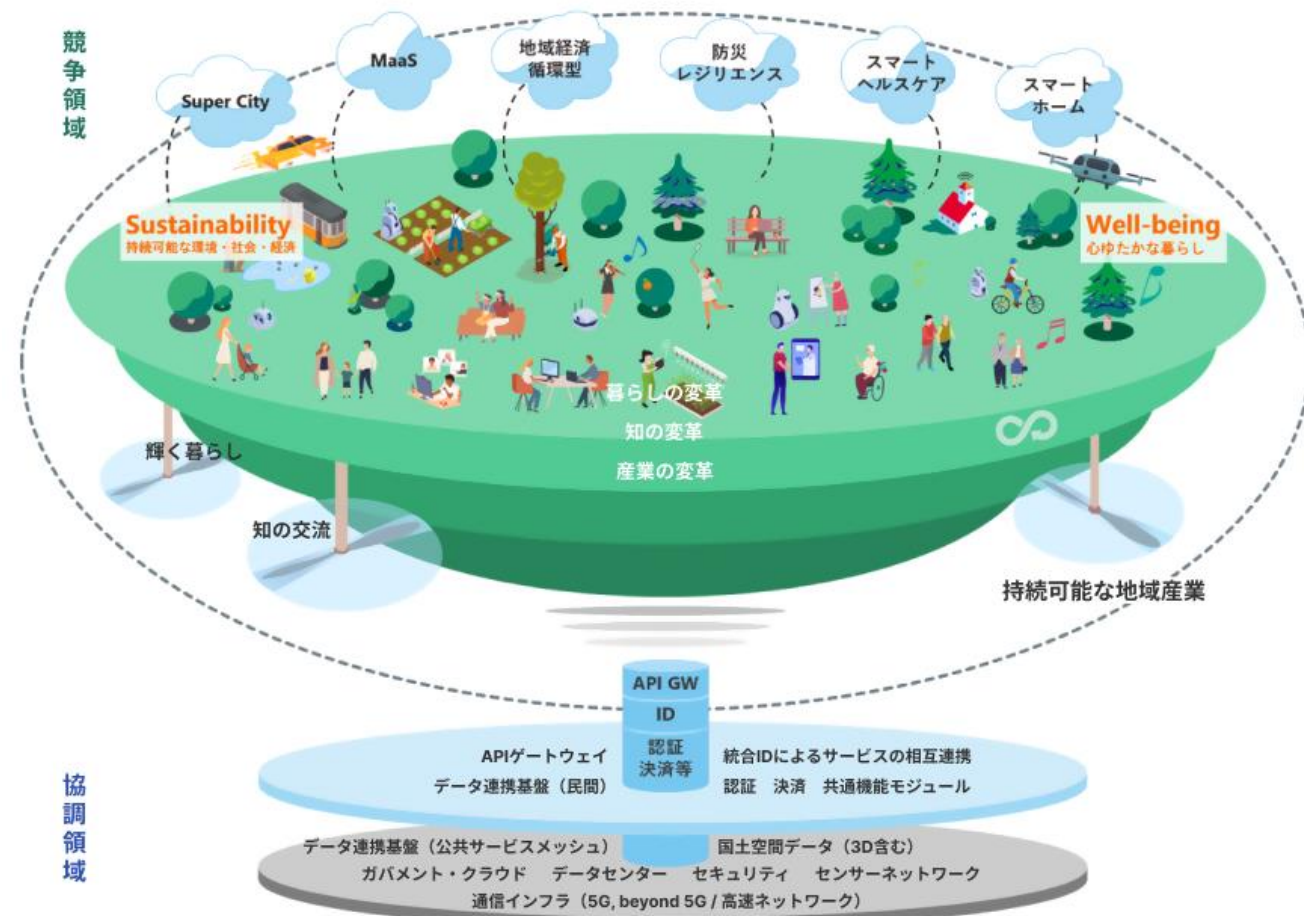 競争領域
Super City
MaaS
地域経済
循環型
防災
レジリエンス
スマート
ヘルスケア
スマート
ホーム
Sustainability
持続可能な環境・社会・経済
Well-being
心ゆたかな暮らし
暮らしの変革
知の変革
産業の変革
輝く暮らし
知の交流
持続可能な地域産業
協調領域
API GW
ID
認証
決済等
APIゲートウェイ
統合IDによるサービスの相互連携
データ連携基盤（民間）
認証　決済　共通機能モジュール
データ連携基盤（公共サービスメッシュ）
国土空間データ（3D含む）
ガバメント・クラウド　データセンター　セキュリティ　センサーネットワーク
通信インフラ（5G, beyond 5G / 高速ネットワーク）